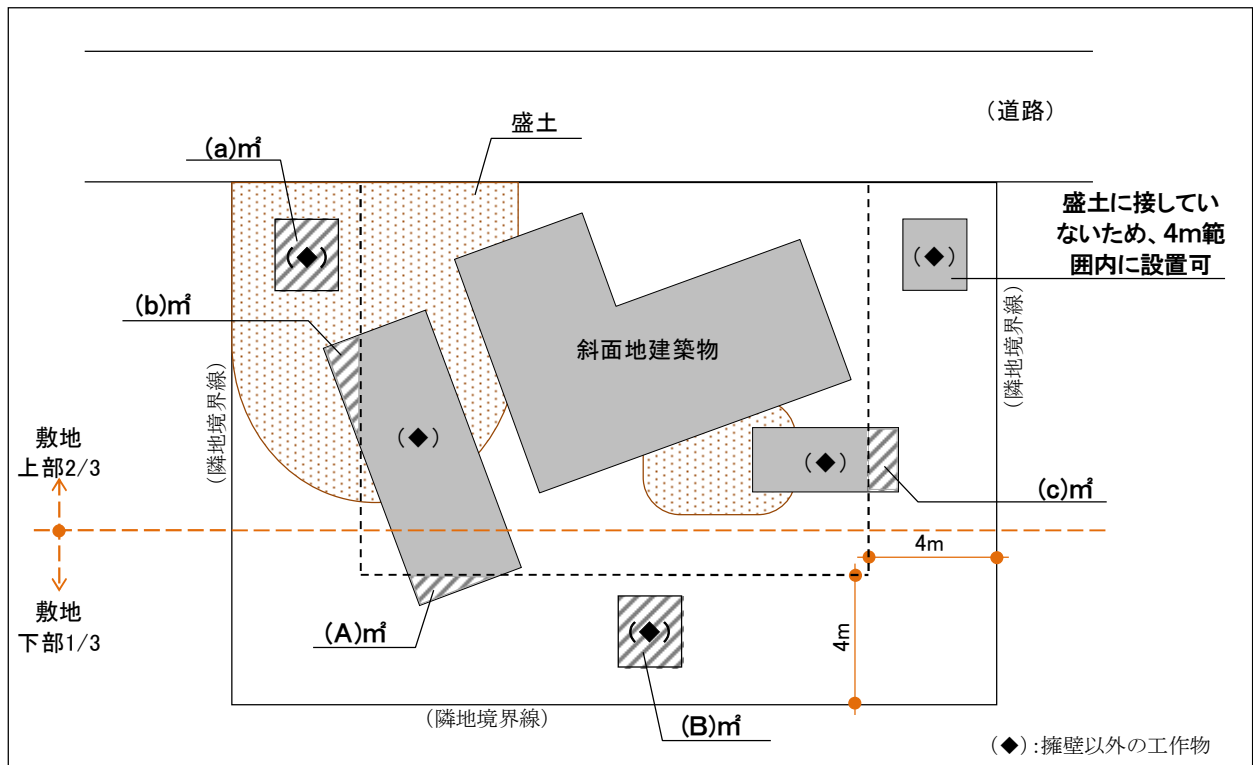 (道路)
盛土
(a)㎡
盛土に接してい
ないため、4m範
囲内に設置可
(◆)
(◆)
(b)㎡
斜面地建築物
(隣地境界線)
(隣地境界線)
(◆)
(◆)
敷地
上部2/3
(c)㎡
4m
敷地
下部1/3
(A)㎡
(◆)
4m
(隣地境界線)
(B)㎡
(◆):擁壁以外の工作物